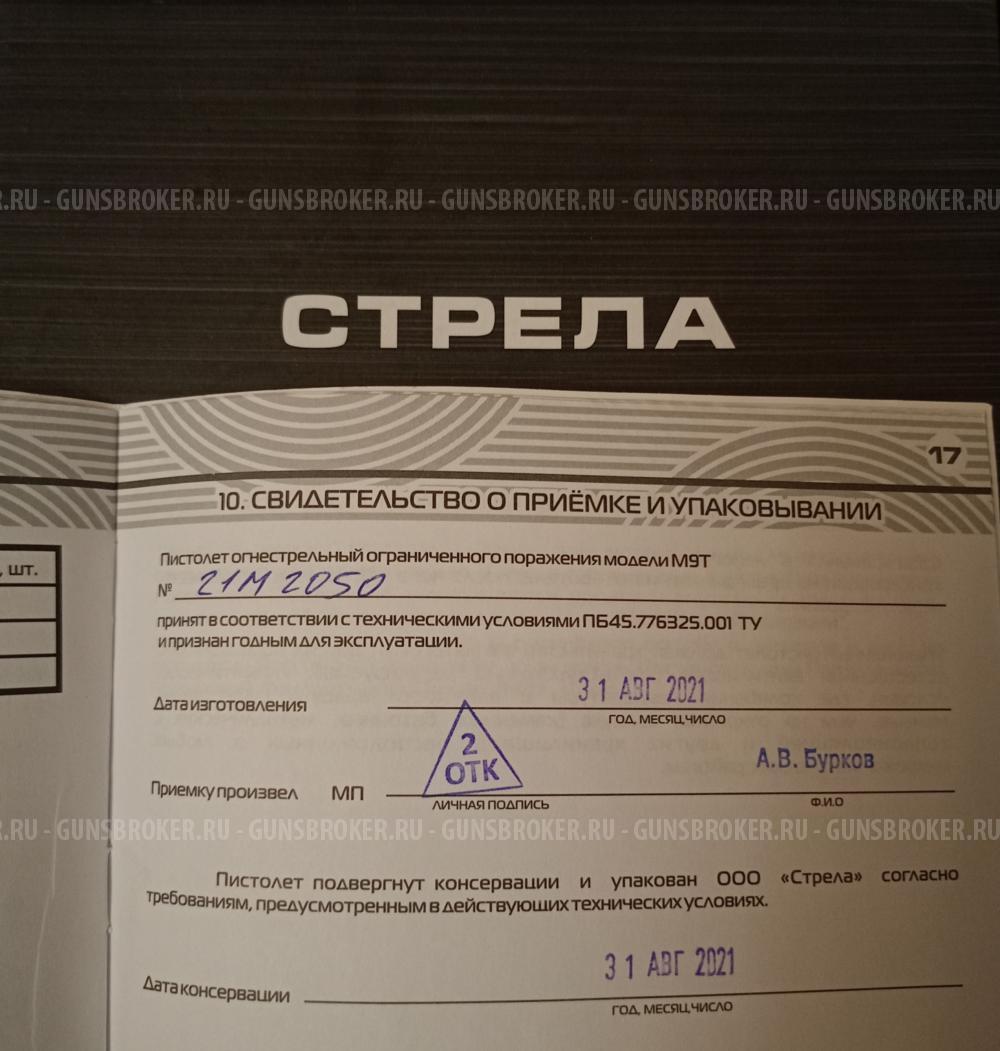 .RU - GUNSBROKER.RU - GUNSBROKER.RU - GUNSBROKER.RU - GUNSBROKER.RU - GUNSBROKER.RU
СТРЕЛА
17
10. СВИДЕТЕЛЬСТВО О ПРИЁМКЕ И УПАКОВЫВАНИИ
, шт.
Пистолет огнестрельный ограниченного поражения модели М9Т
№ 21М 2050
принят в соответствии с техническими условиями ПБ45.776325.001 ТУ
и признан годным для эксплуатации.
31 АВГ 2021
Дата изготовления
ГОД, МЕСЯЦ, ЧИСЛО
2
ОТК
А.В. Бурков
Приемку произвел МП
ЛИЧНАЯ ПОДПИСЬ
Ф.И.О
.RU - GUNSBROKER.RU - GUNSBROKER.RU - GUNSBROKER.RU - GUNSBROKER.RU - GUNSBROKER.RU
Пистолет подвергнут консервации и упакован ООО «Стрела» согласно
требованиям, предусмотренным в действующих технических условиях.
31 АВГ 2021
Дата консервации
ГОД, МЕСЯЦ, ЧИСЛО